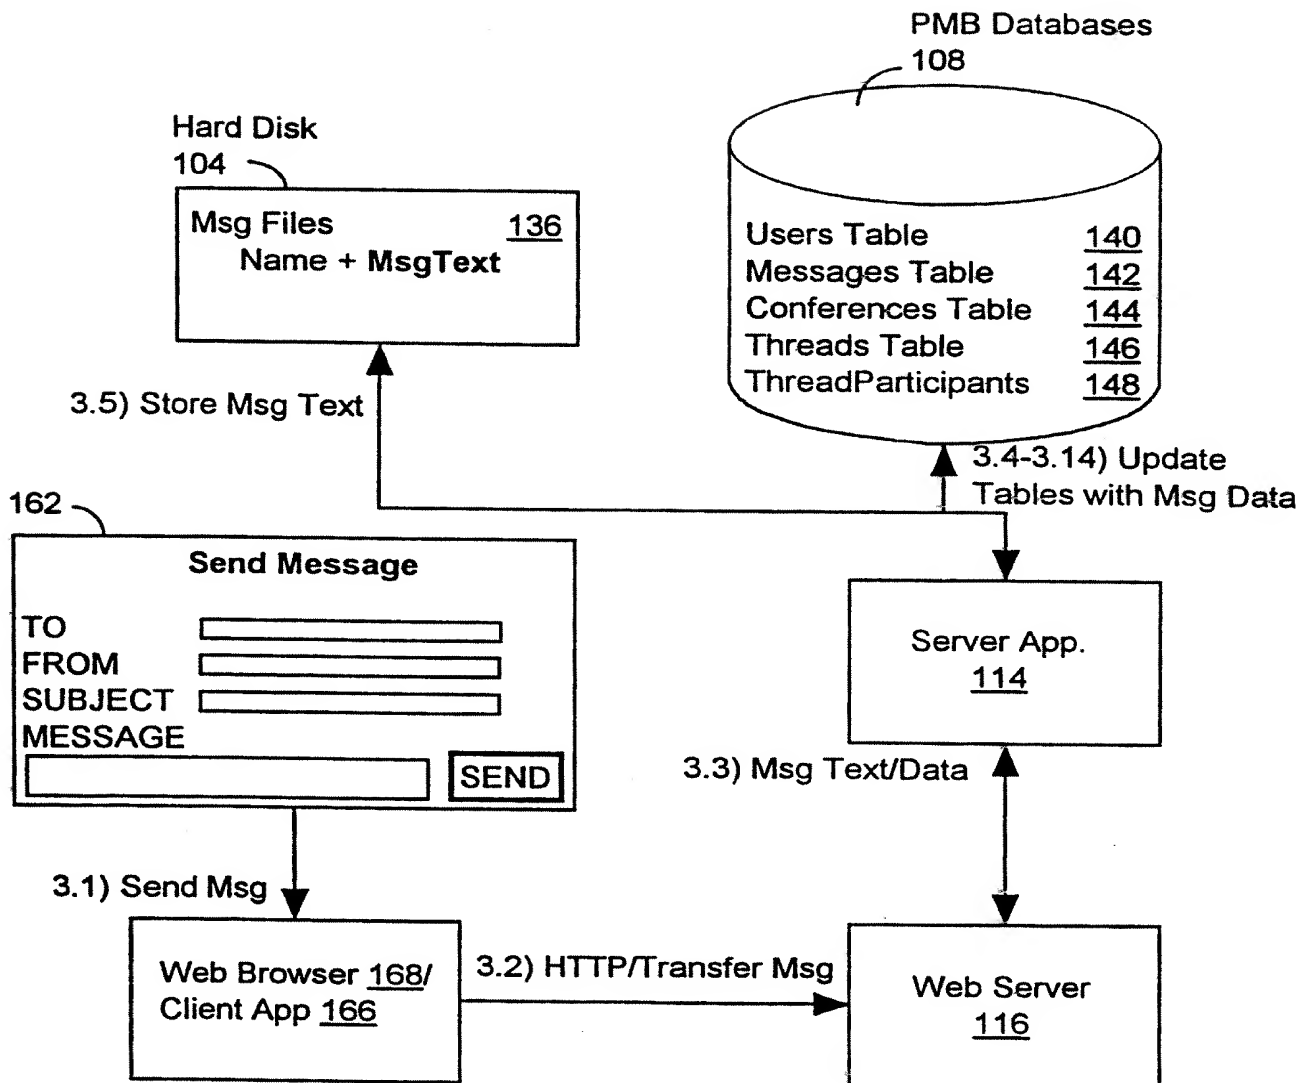 PMB Databases
108
Hard Disk
104
Msg Files 136
Name + MsgText
Users Table 140
Messages Table 142
Conferences Table 144
Threads Table 146
ThreadParticipants 148
3.5) Store Msg Text
3.4-3.14) Update
Tables with Msg Data
162
Send Message
TO
FROM
SUBJECT
MESSAGE
SEND
Server App.
114
3.3) Msg Text/Data
3.1) Send Msg
Web Browser 168/
Client App 166
3.2) HTTP/Transfer Msg
Web Server
116